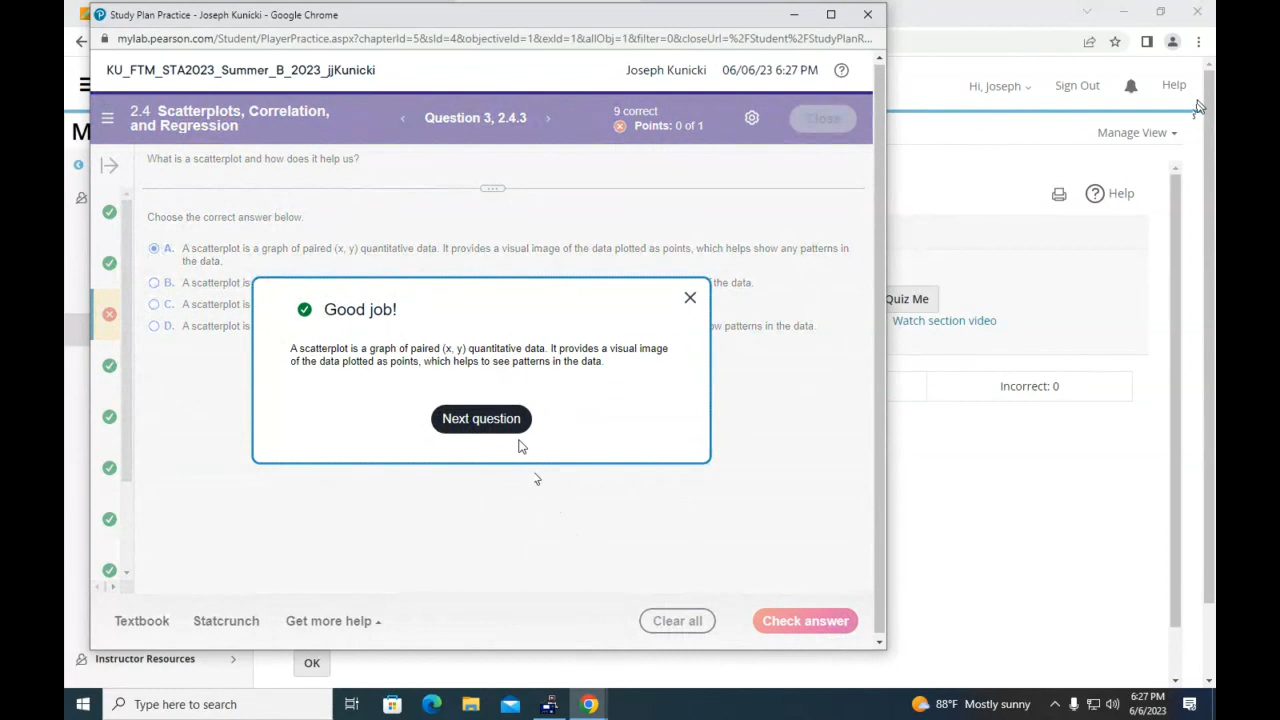 Study Plan Practice - Joseph Kunicki - Google Chrome
mylab.pearson.com/Student/PlayerPractice.aspx?chapterId=5&sId=4&objectiveId=1&exId=1&allObj=1&filter=0&closeUrl=%2FStudent%2FStudyPlanR...
KU_FTM_STA2023_Summer_B_2023_jjKunicki
Joseph Kunicki 06/06/23 6:27 PM
Hi, Joseph
Sign Out
Help
2.4 Scatterplots, Correlation,
and Regression
Question 3, 2.4.3
9 correct
Points: 0 of 1
Close
M
Manage View
What is a scatterplot and how does it help us?
Help
Choose the correct answer below.
A. A scatterplot is a graph of paired (x, y) quantitative data. It provides a visual image of the data plotted as points, which helps show any patterns in
the data.
B. A scatterplot is
the data.
C. A scatterplot is
D. A scatterplot is
ow patterns in the data.
Good job!
A scatterplot is a graph of paired (x, y) quantitative data. It provides a visual image
of the data plotted as points, which helps to see patterns in the data.
Next question
Quiz Me
Watch section video
Incorrect: 0
Textbook
Statcrunch
Get more help
Clear all
Check answer
Instructor Resources
OK
Type here to search
88°F Mostly sunny
6:27 PM
6/6/2023